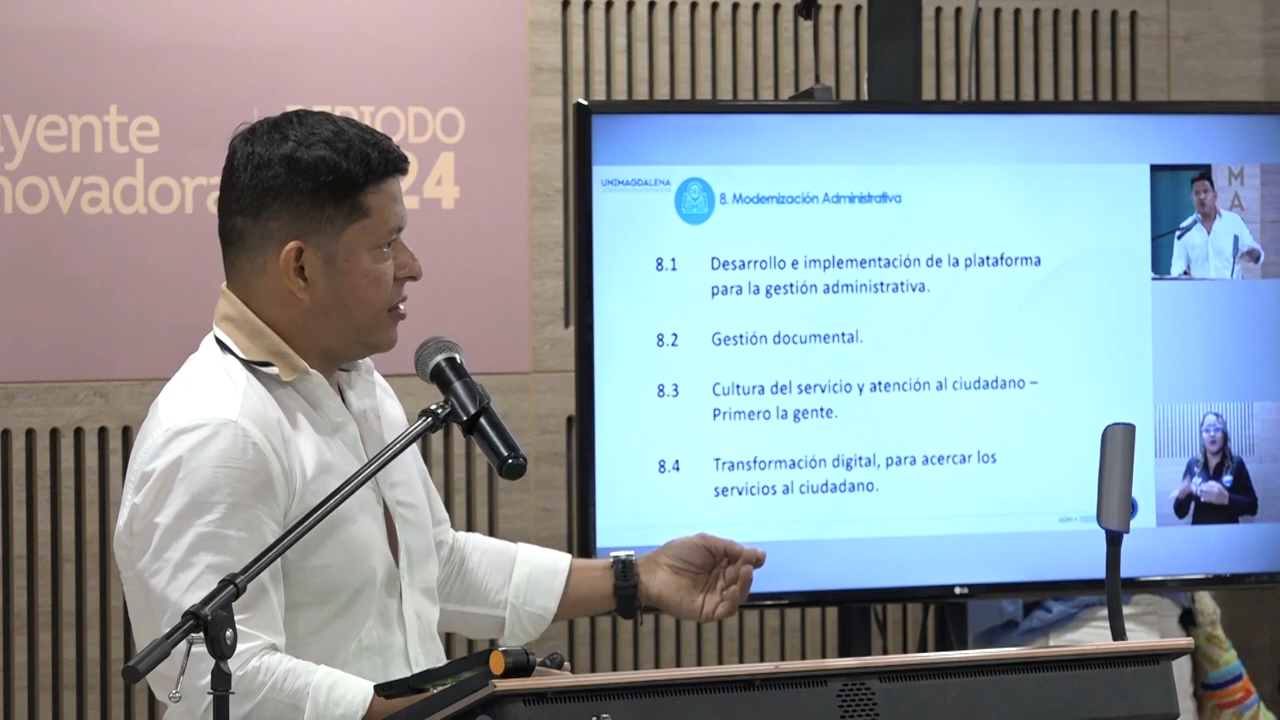 yente
novadora
PERIODO
24
UNIMAGDALENA
8. Modernización Administrativa
8.1 Desarrollo e implementación de la plataforma
para la gestión administrativa.
8.2 Gestión documental.
8.3 Cultura del servicio y atención al ciudadano –
Primero la gente.
8.4 Transformación digital, para acercar los
servicios al ciudadano.
M
A
LG